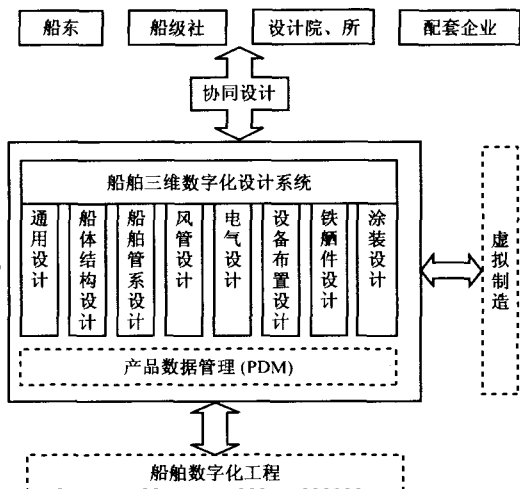 船东
船级社
设计院、所
配套企业
协同设计
船舶三维数字化设计系统
通用设计
船体结构设计
船舶管系设计
风管设计
电气设计
设备布置设计
铁舾件设计
涂装设计
产品数据管理(PDM)
虚拟制造
船舶数字化工程